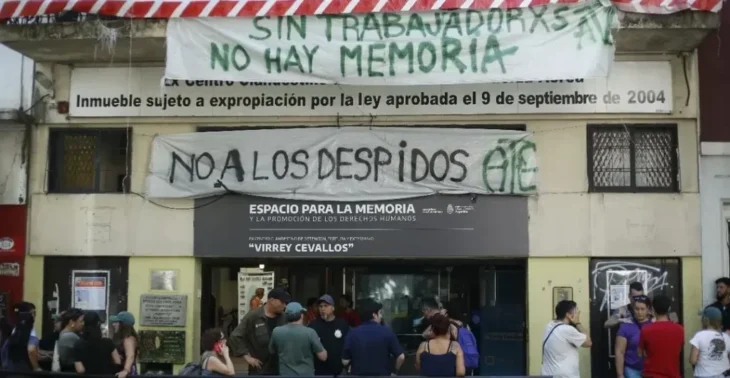 SIN TRABAJADORXS ATE
NO HAY MEMORIA
Ex Centro Clandestino
Inmueble sujeto a expropiación por la ley aprobada el 9 de septiembre de 2004
NO A LOS DESPIDOS ATE
ESPACIO PARA LA MEMORIA
Y LA PROMOCIÓN DE LOS DERECHOS HUMANOS
"VIRREY CEVALLOS"